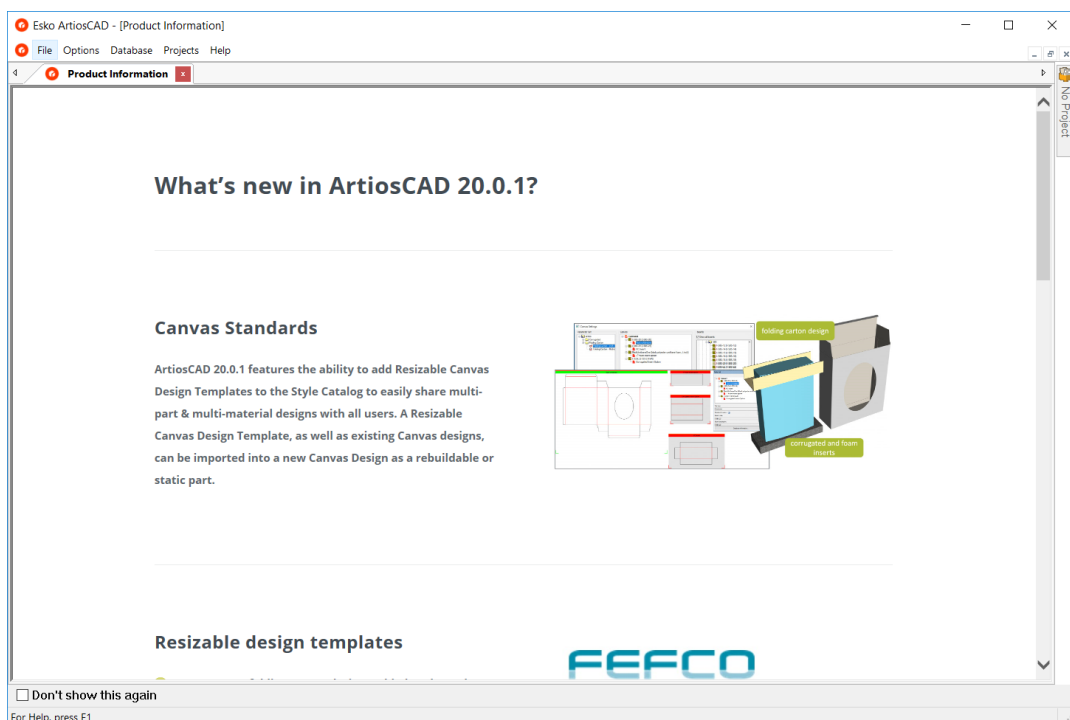 Esko ArtiosCAD - [Product Information]
File Options Database Projects Help
Product Information
No Project
What’s new in ArtiosCAD 20.0.1?
Canvas Standards
ArtiosCAD 20.0.1 features the ability to add Resizable Canvas
Design Templates to the Style Catalog to easily share multi-
part & multi-material designs with all users. A Resizable
Canvas Design Template, as well as existing Canvas designs,
can be imported into a new Canvas Design as a rebuildable or
static part.
folding carton design
corrugated and foam
inserts
Resizable design templates
FEFCO
Don't show this again
For Help, press F1